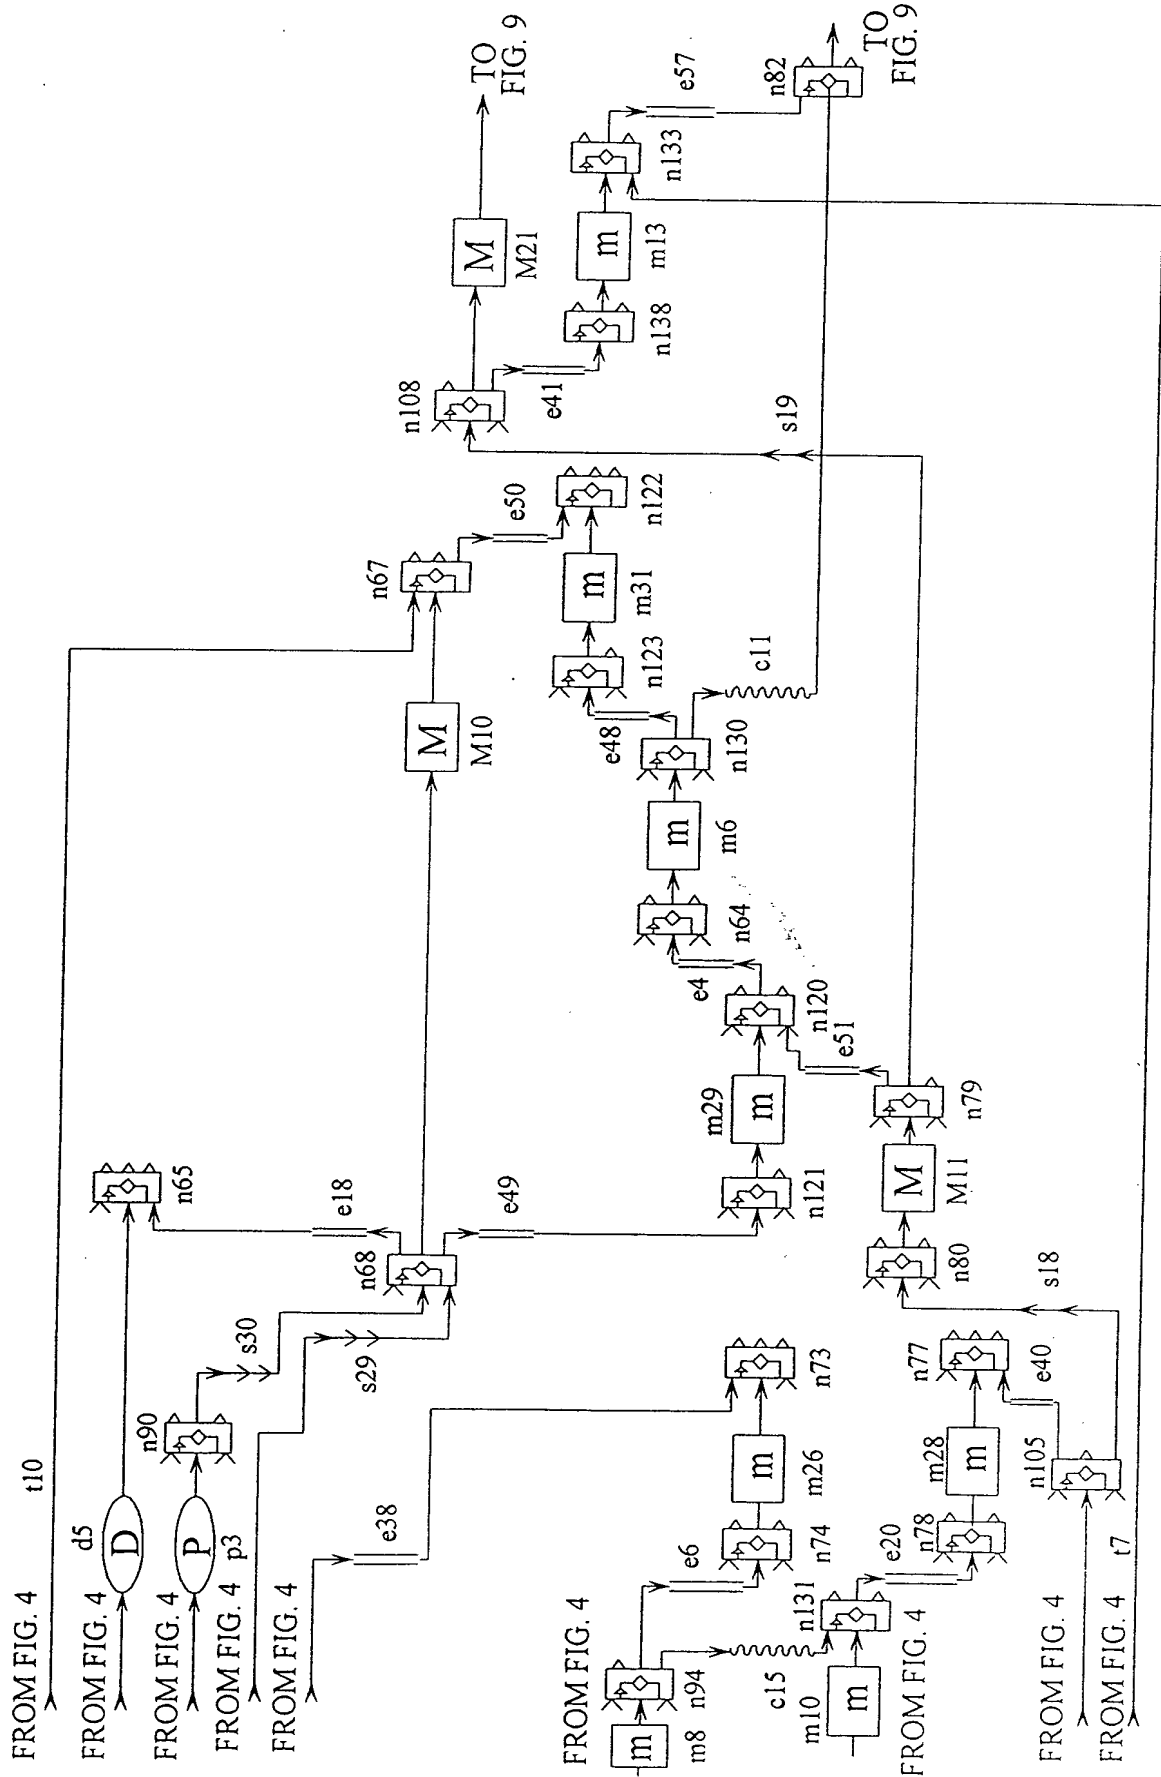 FROM FIG. 4
t10
FROM FIG. 4
d5
D
n65
FROM FIG. 4
P
p3
n90
s30
FROM FIG. 4
s29
FROM FIG. 4
e38
n68
e18
e49
M
M10
n67
e50
n108
M
M21
TO
FIG. 9
FROM FIG. 4
m
m8
n94
e6
n74
m
m26
n73
n121
m
m29
n120
e4
n64
m
m6
n130
e48
n123
m
m31
n122
c11
e41
n138
m
m13
n133
e57
n82
TO
FIG. 9
s19
c15
m
m10
n131
e20
n78
m
m28
n77
e40
n105
FROM FIG. 4
FROM FIG. 4
FROM FIG. 4
t7
s18
n80
M
M11
n79
e51